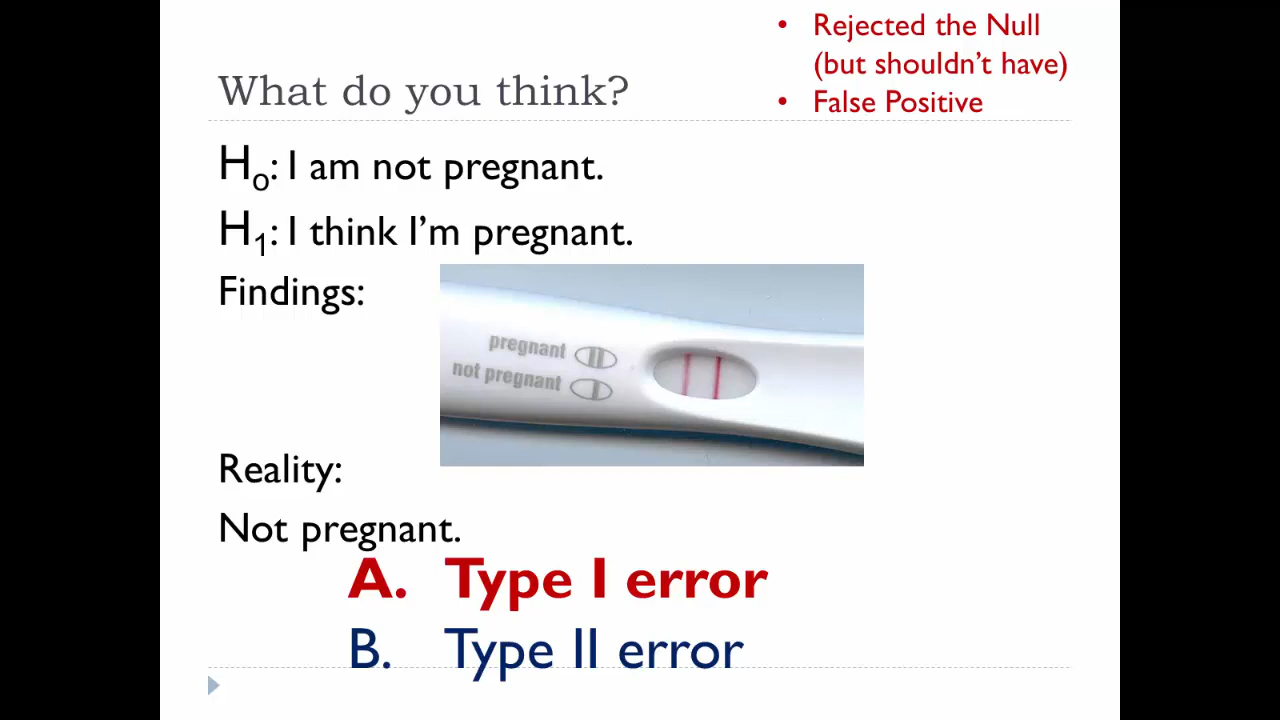 • Rejected the Null
(but shouldn't have)
• False Positive
What do you think?
H₀: I am not pregnant.
H₁: I think I'm pregnant.
Findings:
pregnant
not pregnant
Reality:
Not pregnant.
A. Type I error
B. Type II error